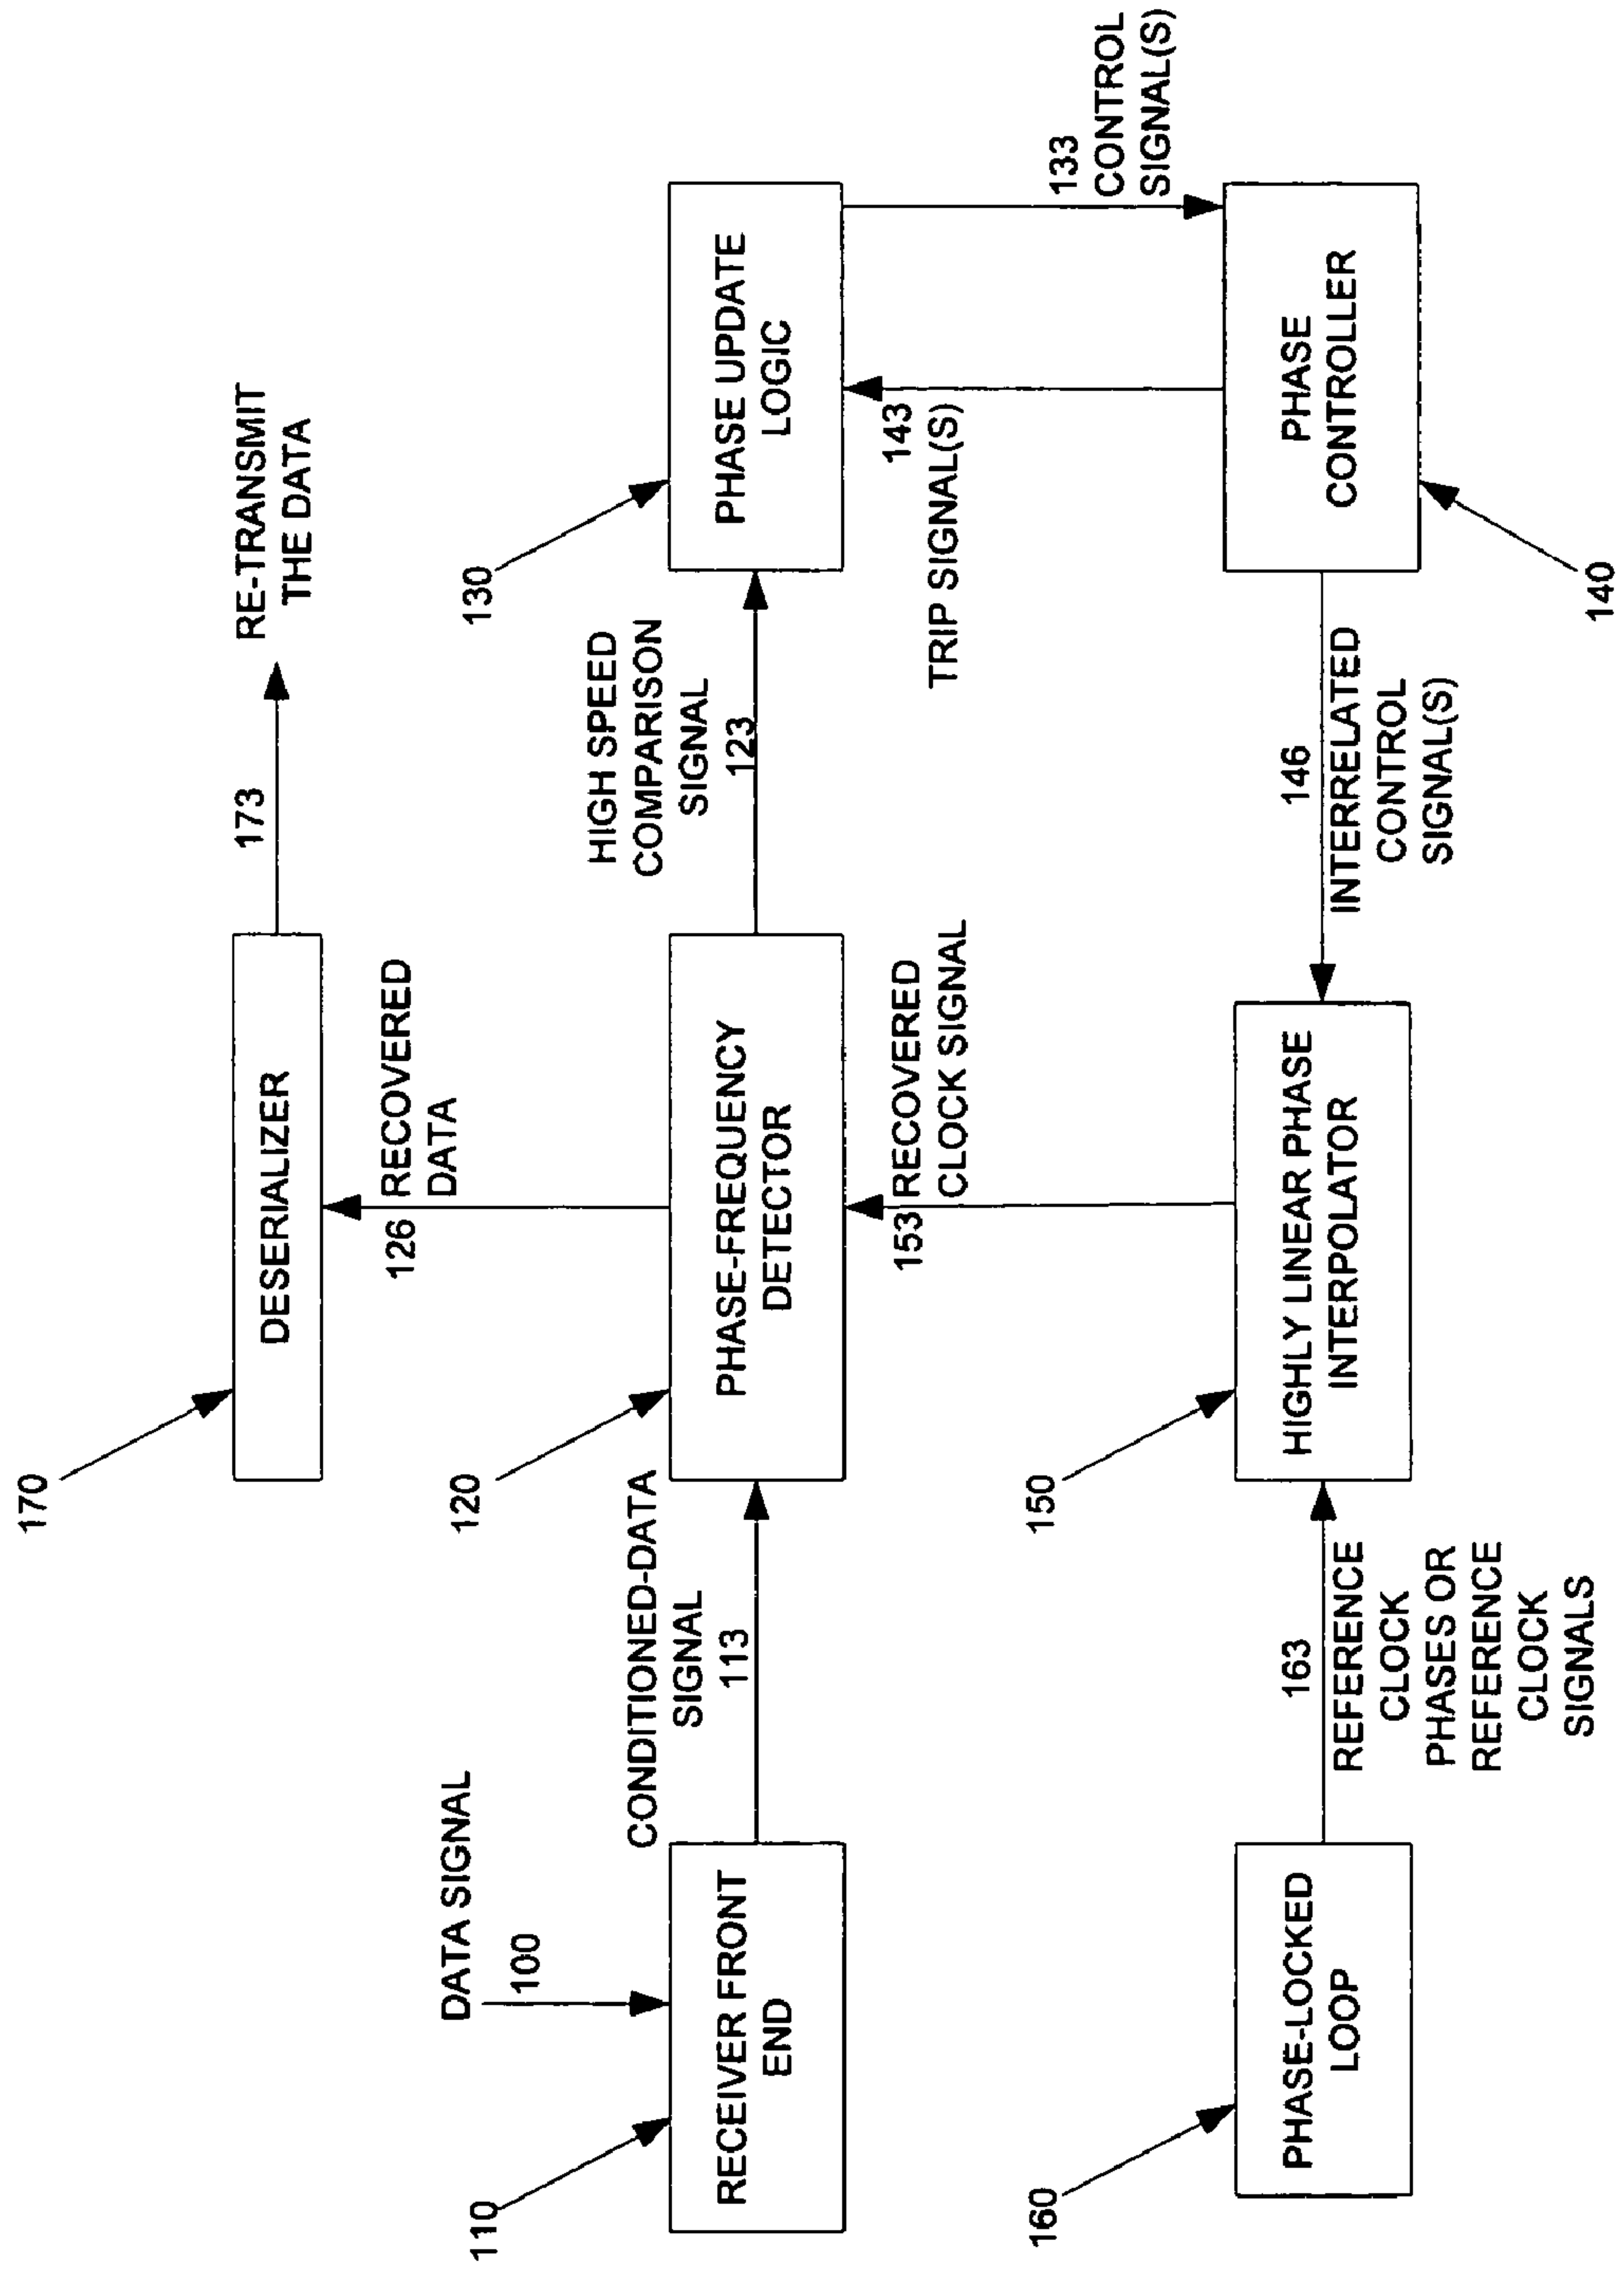 170
DESERIALIZER
173
RE-TRANSMIT
THE DATA
126
RECOVERED
DATA
DATA SIGNAL
100
110
RECEIVER FRONT
END
CONDITIONED-DATA
SIGNAL
113
120
PHASE-FREQUENCY
DETECTOR
HIGH SPEED
COMPARISON
SIGNAL
123
130
PHASE UPDATE
LOGIC
153
RECOVERED
CLOCK SIGNAL
143
TRIP SIGNAL(S)
133
CONTROL
SIGNAL(S)
160
PHASE-LOCKED
LOOP
163
REFERENCE
CLOCK
PHASES OR
REFERENCE
CLOCK
SIGNALS
150
HIGHLY LINEAR PHASE
INTERPOLATOR
146
INTERRELATED
CONTROL
SIGNAL(S)
PHASE
CONTROLLER
140